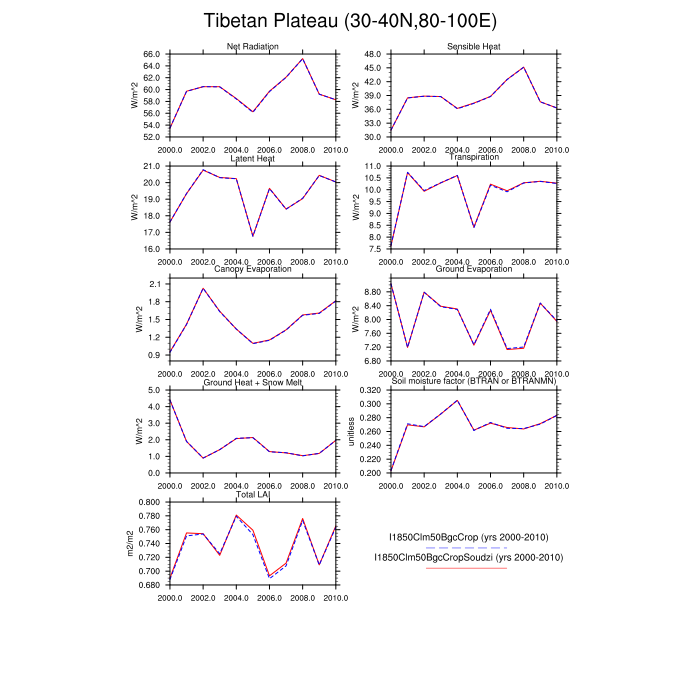 Tibetan Plateau (30-40N,80-100E)
Net Radiation
W/m^2
66.0
64.0
62.0
60.0
58.0
56.0
54.0
52.0
2000.0 2002.0 2004.0 2006.0 2008.0 2010.0
Sensible Heat
W/m^2
48.0
45.0
42.0
39.0
36.0
33.0
30.0
2000.0 2002.0 2004.0 2006.0 2008.0 2010.0
Latent Heat
W/m^2
21.0
20.0
19.0
18.0
17.0
16.0
2000.0 2002.0 2004.0 2006.0 2008.0 2010.0
Transpiration
W/m^2
11.0
10.5
10.0
9.5
9.0
8.5
8.0
7.5
2000.0 2002.0 2004.0 2006.0 2008.0 2010.0
Canopy Evaporation
W/m^2
2.1
1.8
1.5
1.2
0.9
2000.0 2002.0 2004.0 2006.0 2008.0 2010.0
Ground Evaporation
W/m^2
8.80
8.40
8.00
7.60
7.20
6.80
2000.0 2002.0 2004.0 2006.0 2008.0 2010.0
Ground Heat + Snow Melt
W/m^2
5.0
4.0
3.0
2.0
1.0
0.0
2000.0 2002.0 2004.0 2006.0 2008.0 2010.0
Soil moisture factor (BTRAN or BTRANMN)
unitless
0.320
0.300
0.280
0.260
0.240
0.220
0.200
2000.0 2002.0 2004.0 2006.0 2008.0 2010.0
Total LAI
m2/m2
0.800
0.780
0.760
0.740
0.720
0.700
0.680
2000.0 2002.0 2004.0 2006.0 2008.0 2010.0
I1850Clm50BgcCrop (yrs 2000-2010)
I1850Clm50BgcCropSoudzi (yrs 2000-2010)